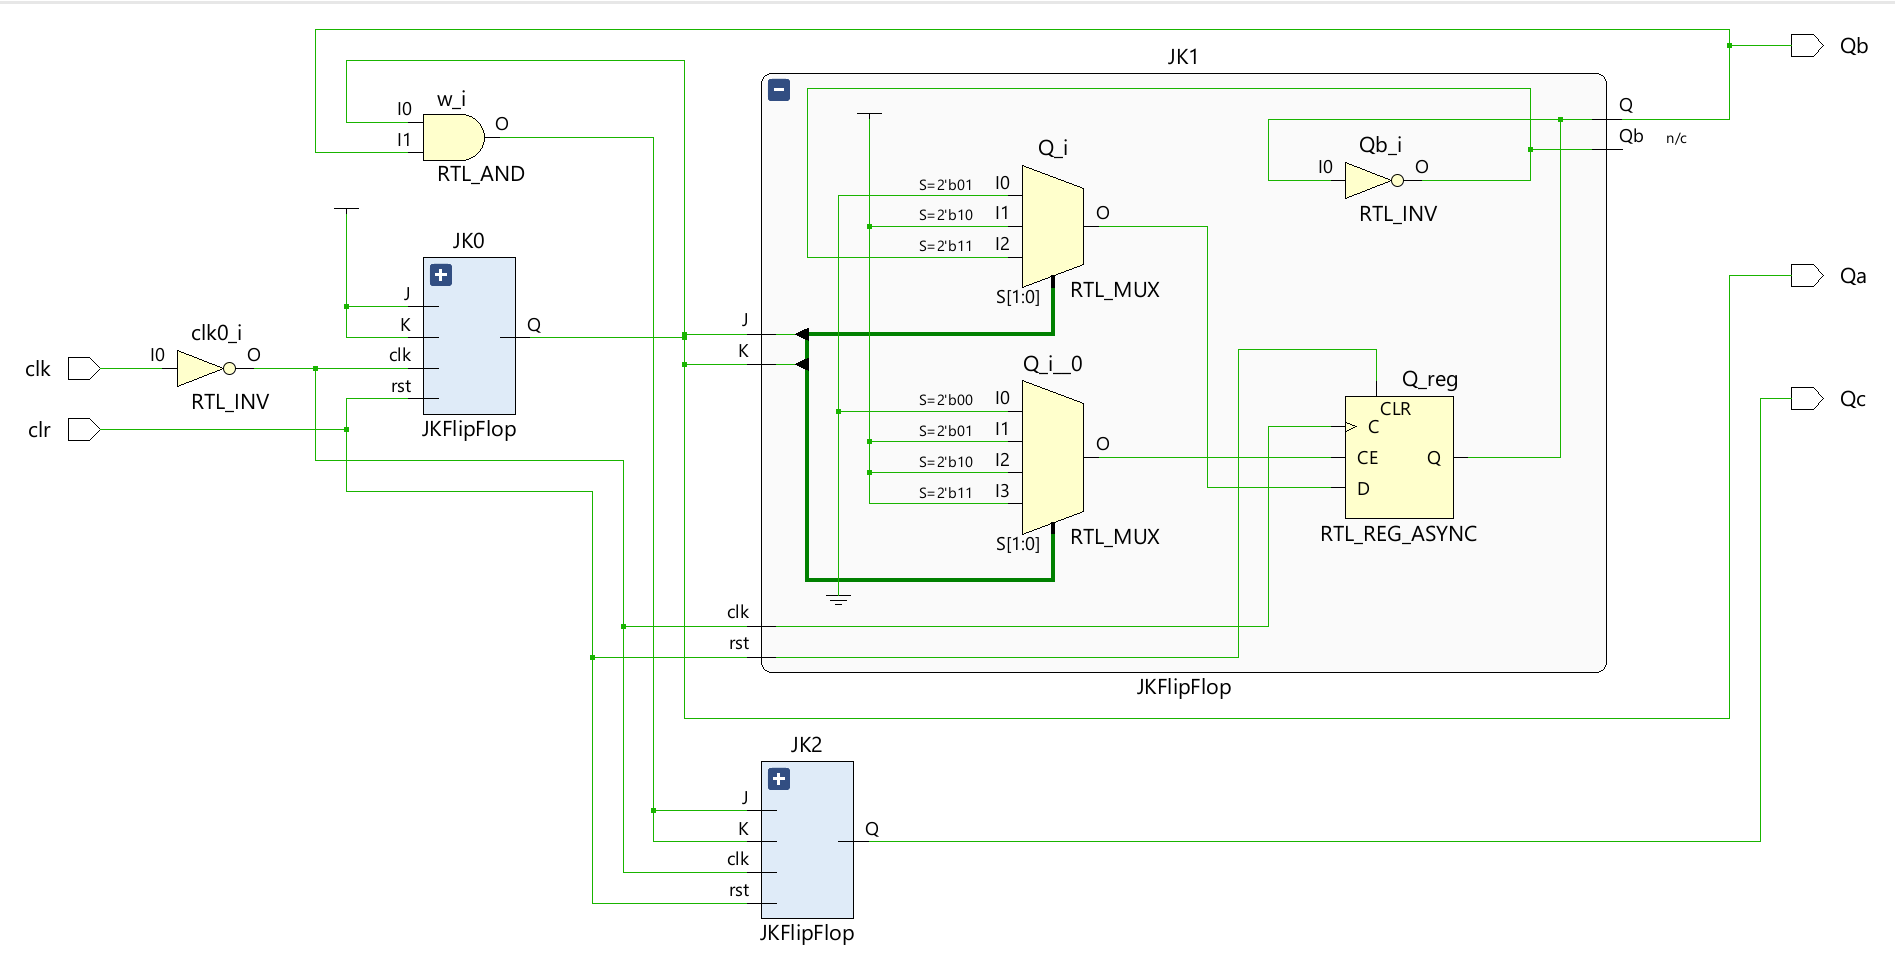 JK1
Qb
Q
Qb n/c
w_i
I0
I1
O
RTL_AND
Q_i
S=2'b01 I0
S=2'b10 I1
S=2'b11 I2
O
S[1:0]
RTL_MUX
Qb_i
I0
O
RTL_INV
Qa
JK0
J
K
clk
rst
Q
JKFlipFlop
clk0_i
clk
I0
O
RTL_INV
clr
J
K
Q_i__0
S=2'b00 I0
S=2'b01 I1
S=2'b10 I2
S=2'b11 I3
O
S[1:0]
RTL_MUX
Q_reg
CLR
C
CE
D
Q
RTL_REG_ASYNC
Qc
clk
rst
JKFlipFlop
JK2
J
K
clk
rst
Q
JKFlipFlop